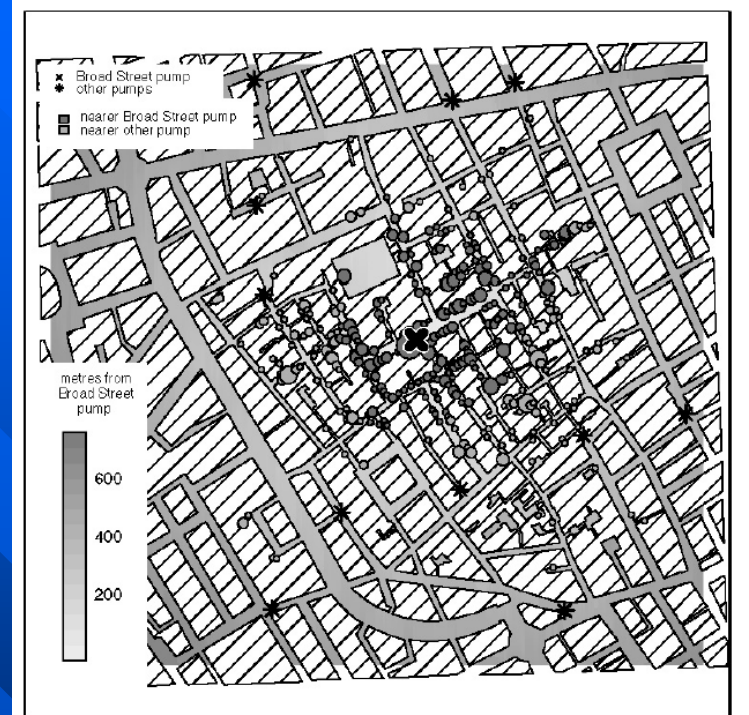 Broad Street pump
other pumps
nearer Broad Street pump
nearer other pump
metres from
Broad Street
pump
600
400
200